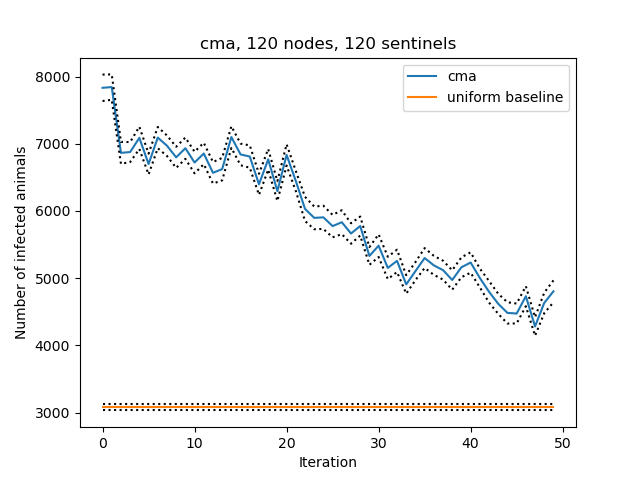 cma, 120 nodes, 120 sentinels
cma
uniform baseline
8000
7000
6000
5000
4000
3000
Number of infected animals
0 10 20 30 40 50
Iteration